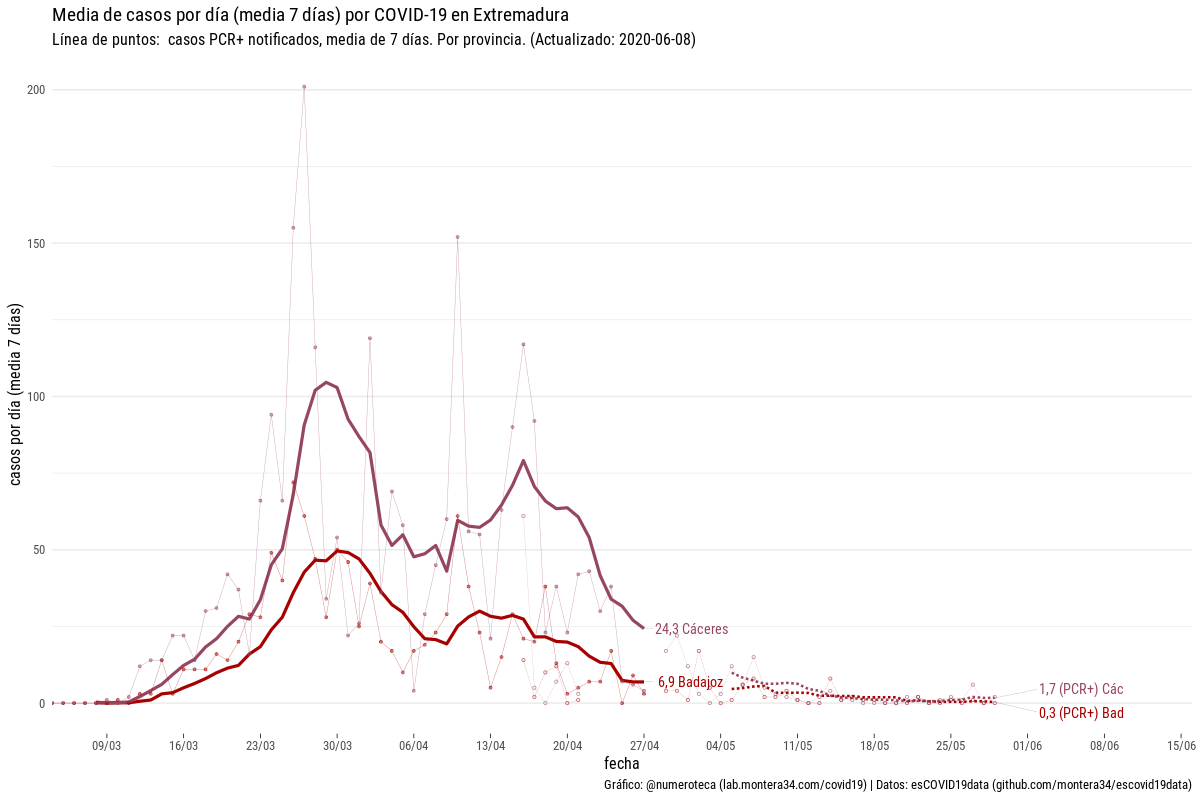 Media de casos por día (media 7 días) por COVID-19 en Extremadura
Línea de puntos:  casos PCR+ notificados, media de 7 días. Por provincia. (Actualizado: 2020-06-08)
casos por día (media 7 días)
200
150
100
50
0
24,3 Cáceres
6,9 Badajoz
1,7 (PCR+) Các
0,3 (PCR+) Bad
09/03 16/03 23/03 30/03 06/04 13/04 20/04 27/04 04/05 11/05 18/05 25/05 01/06 08/06 15/06
fecha
Gráfico: @numeroteca (lab.montera34.com/covid19) | Datos: esCOVID19data (github.com/montera34/escovid19data)